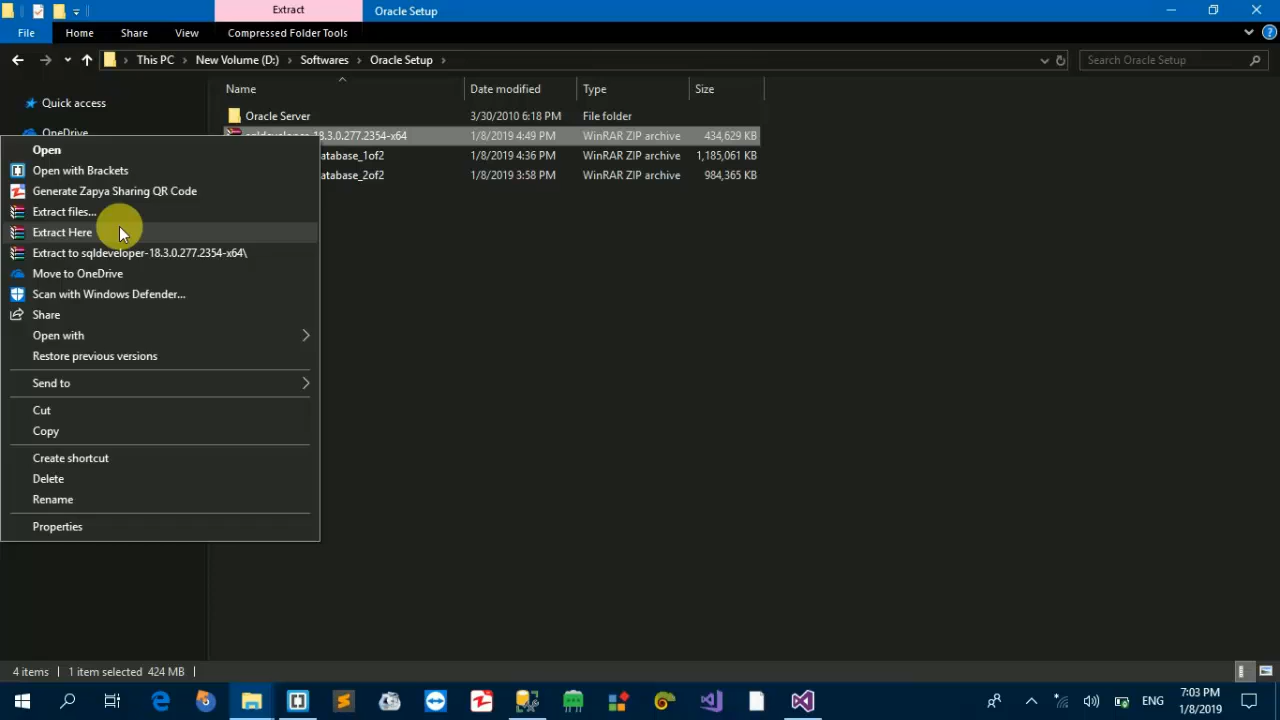 Extract
Oracle Setup
File
Home
Share
View
Compressed Folder Tools
This PC
New Volume (D:)
Softwares
Oracle Setup
Search Oracle Setup
Name
Date modified
Type
Size
Quick access
OneDrive
Oracle Server
3/30/2010 6:18 PM
File folder
sqldeveloper-18.3.0.277.2354-x64
1/8/2019 4:49 PM
WinRAR ZIP archive
434,629 KB
atabase_1of2
1/8/2019 4:36 PM
WinRAR ZIP archive
1,185,061 KB
atabase_2of2
1/8/2019 3:58 PM
WinRAR ZIP archive
984,365 KB
Open
Open with Brackets
Generate Zapya Sharing QR Code
Extract files...
Extract Here
Extract to sqldeveloper-18.3.0.277.2354-x64\
Move to OneDrive
Scan with Windows Defender...
Share
Open with
Restore previous versions
Send to
Cut
Copy
Create shortcut
Delete
Rename
Properties
4 items
1 item selected 424 MB
ENG
7:03 PM
1/8/2019